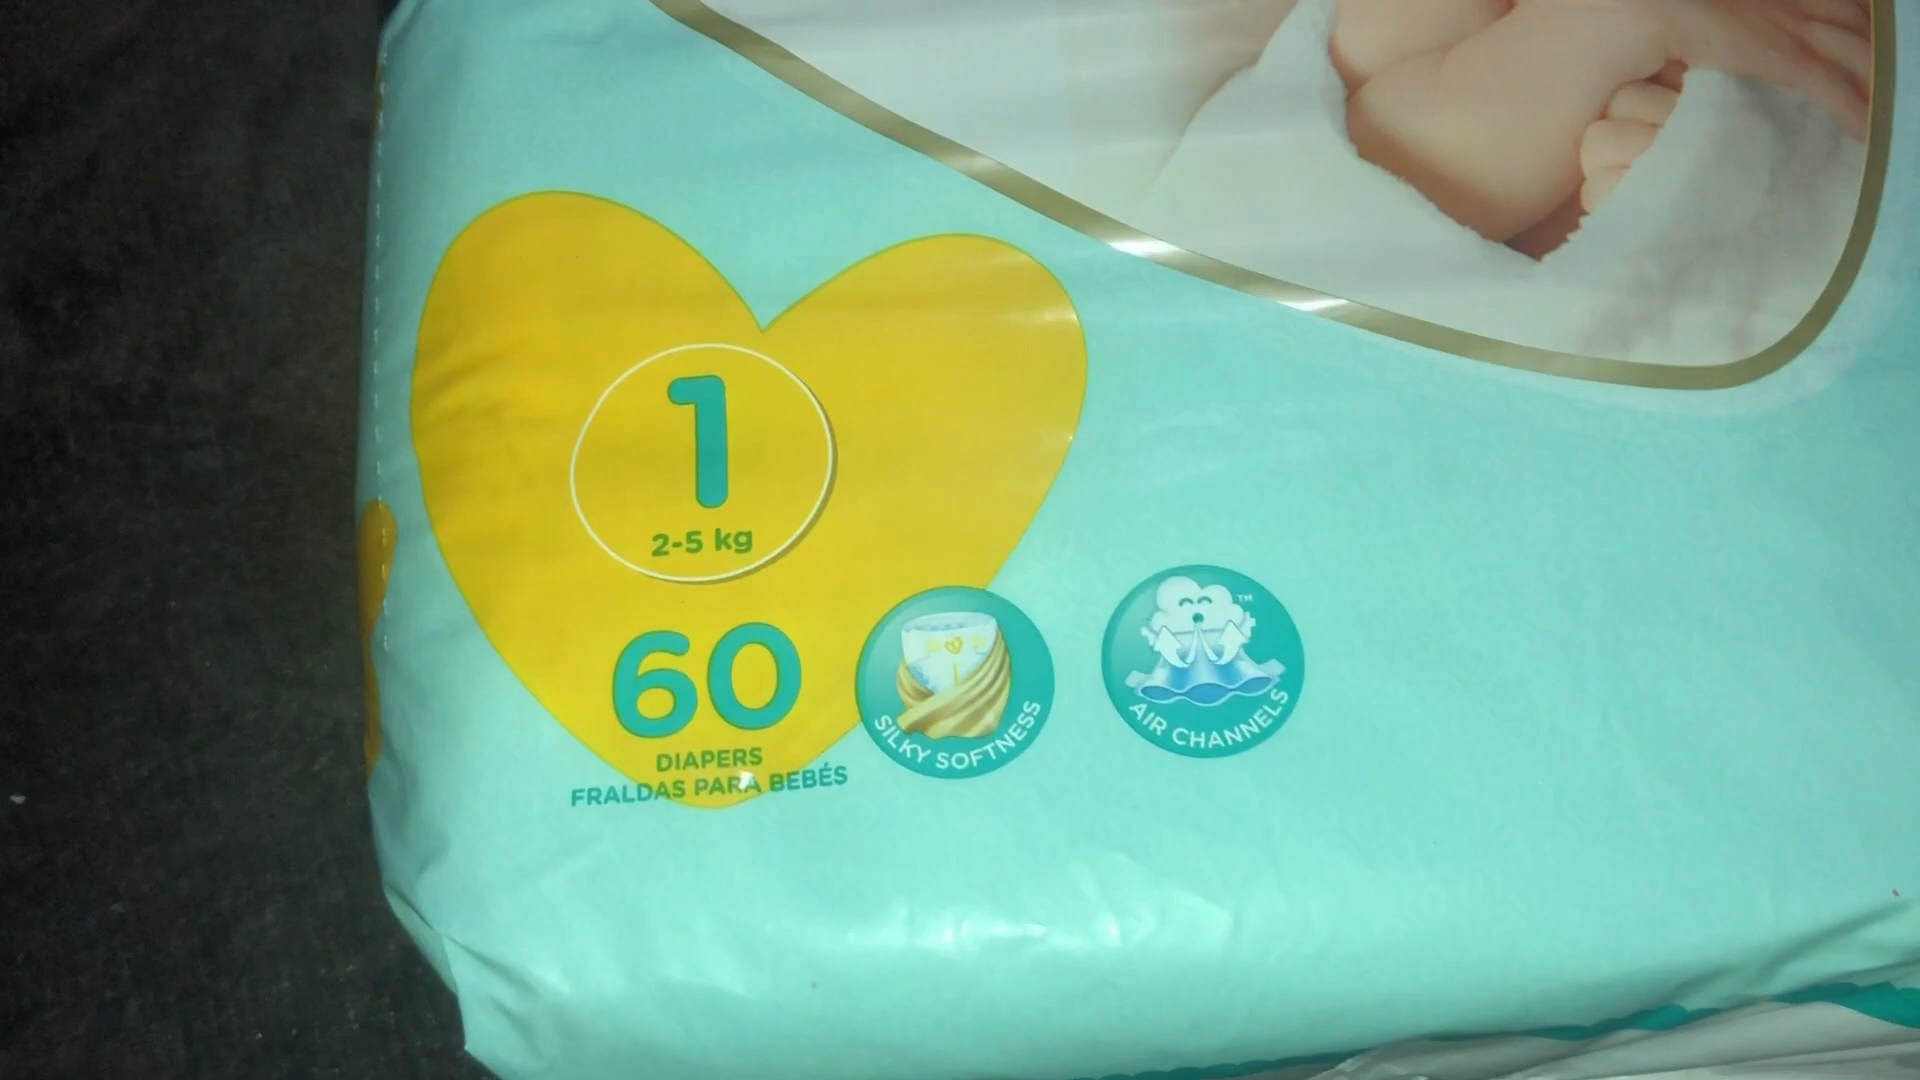 1
2-5 kg
60
DIAPERS
FRALDAS PARA BEBÉS
SILKY SOFTNESS
™
AIR CHANNELS